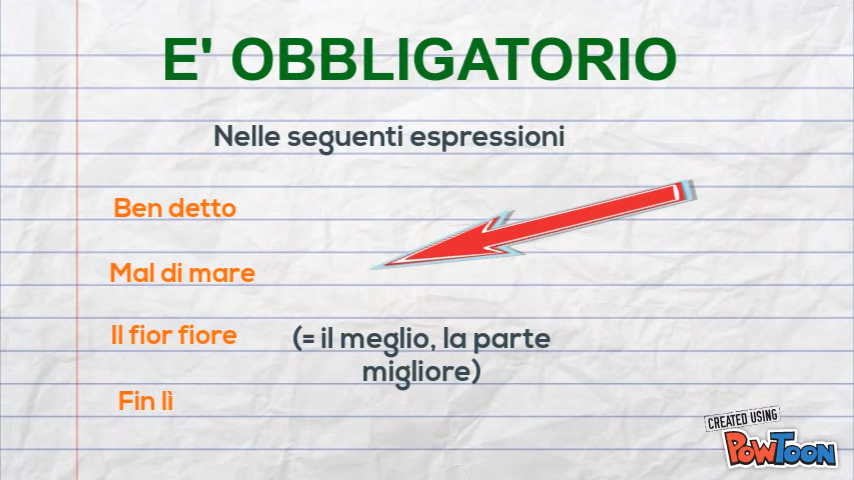 E' OBBLIGATORIO
Nelle seguenti espressioni
Ben detto
Mal di mare
Il fior fiore
(= il meglio, la parte
migliore)
Fin lì
CREATED USING
POWTOON